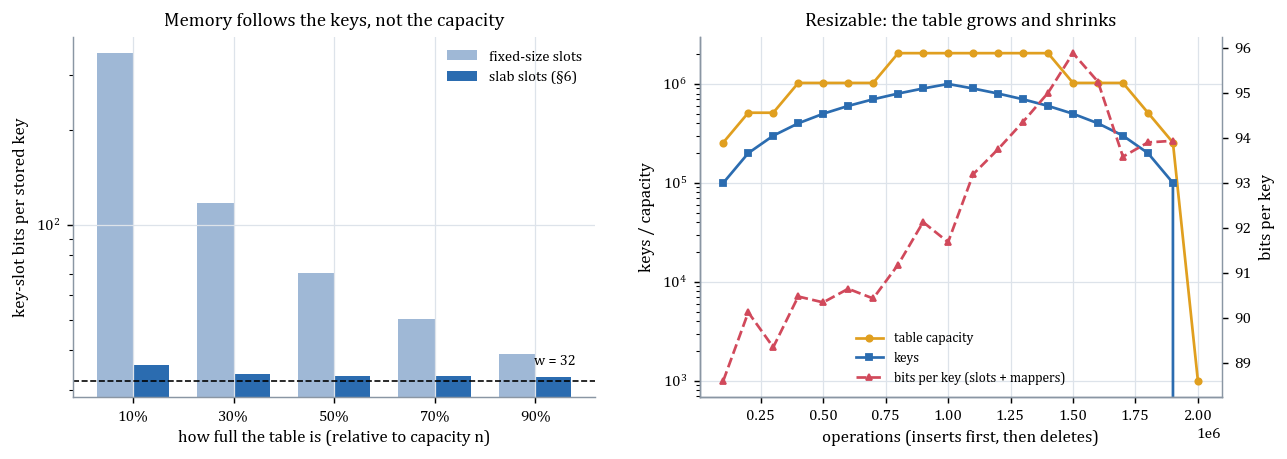 Memory follows the keys, not the capacity
key-slot bits per stored key
10²
fixed-size slots
slab slots (§6)
w = 32
10%
30%
50%
70%
90%
how full the table is (relative to capacity n)
Resizable: the table grows and shrinks
keys / capacity
10⁶
10⁵
10⁴
10³
table capacity
keys
bits per key (slots + mappers)
0.25
0.50
0.75
1.00
1.25
1.50
1.75
2.00
1e6
operations (inserts first, then deletes)
96
95
94
93
92
91
90
89
bits per key